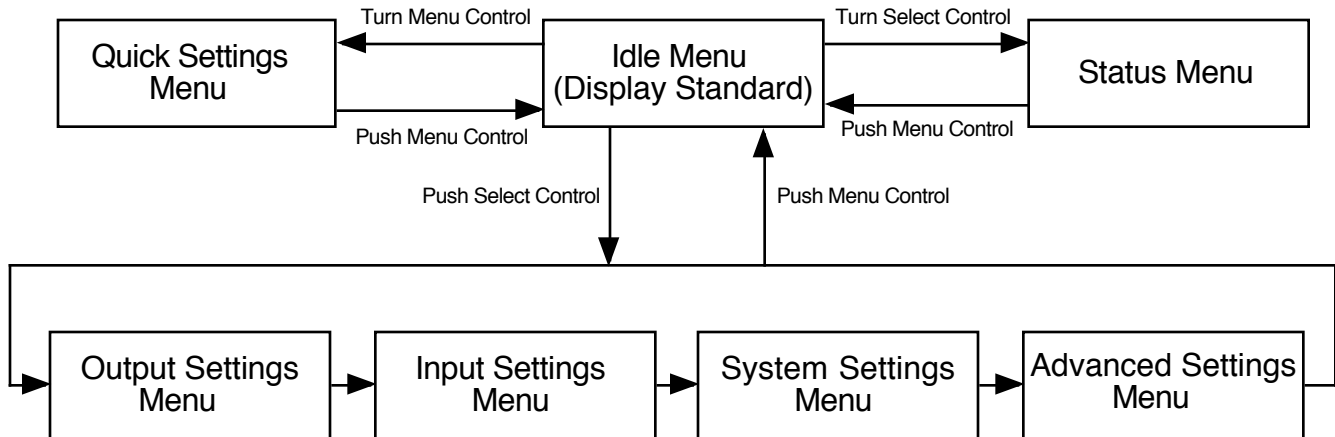 Turn Menu Control
Turn Select Control
Quick Settings
Menu
Idle Menu
(Display Standard)
Status Menu
Push Menu Control
Push Menu Control
Push Select Control
Push Menu Control
Output Settings
Menu
Input Settings
Menu
System Settings
Menu
Advanced Settings
Menu